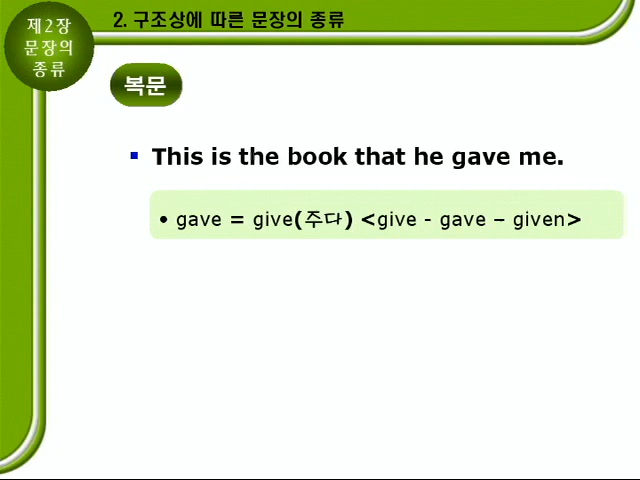 제2장
문장의
종류
2. 구조상에 따른 문장의 종류
복문
▪ This is the book that he gave me.
• gave = give(주다) <give - gave – given>